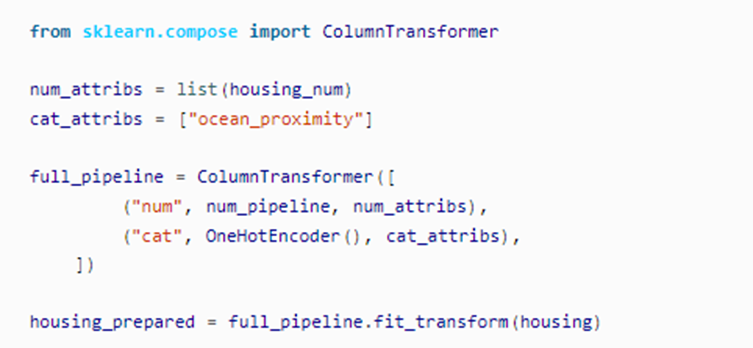 from sklearn.compose import ColumnTransformer

num_attribs = list(housing_num)
cat_attribs = ["ocean_proximity"]

full_pipeline = ColumnTransformer([
        ("num", num_pipeline, num_attribs),
        ("cat", OneHotEncoder(), cat_attribs),
    ])

housing_prepared = full_pipeline.fit_transform(housing)